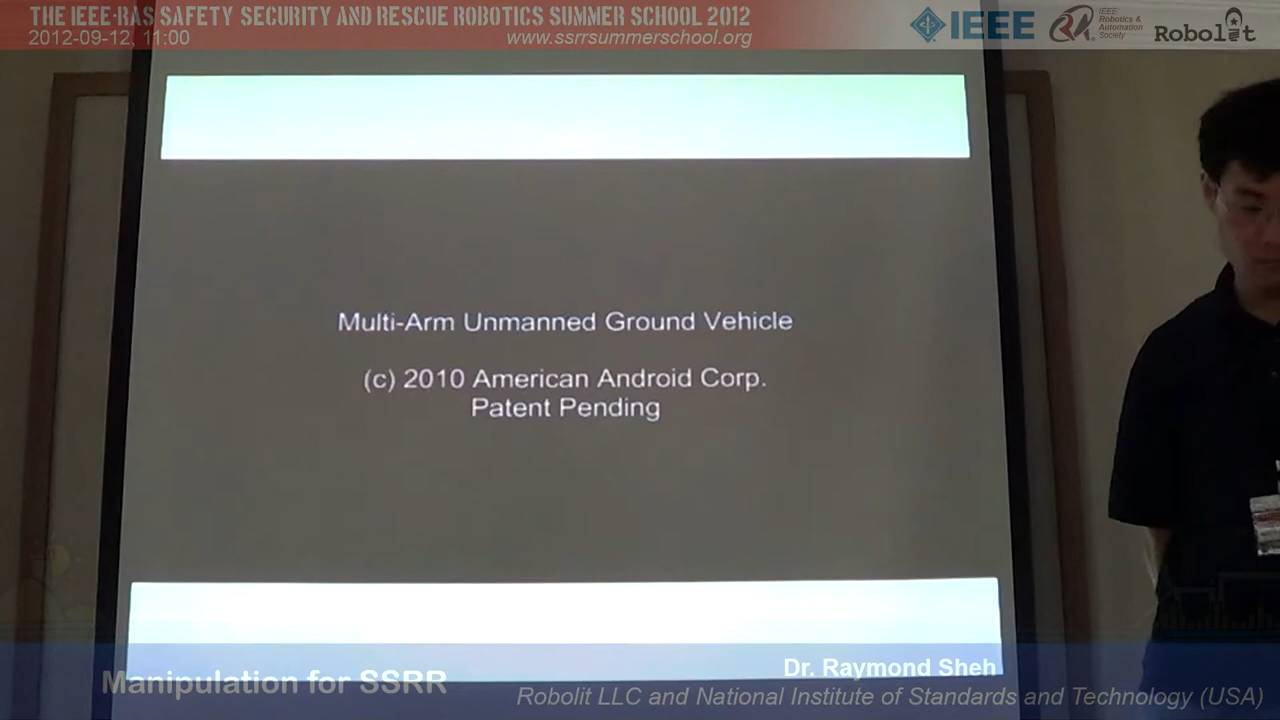 THE IEEE-RAS SAFETY SECURITY AND RESCUE ROBOTICS SUMMER SCHOOL 2012
2012-09-12, 11:00
www.ssrrsummerschool.org
IEEE
IEEE
Robotics &
Automation
Society
Robolit
Multi-Arm Unmanned Ground Vehicle
(c) 2010 American Android Corp.
Patent Pending
Manipulation for SSRR
Dr. Raymond Sheh
Robolit LLC and National Institute of Standards and Technology (USA)